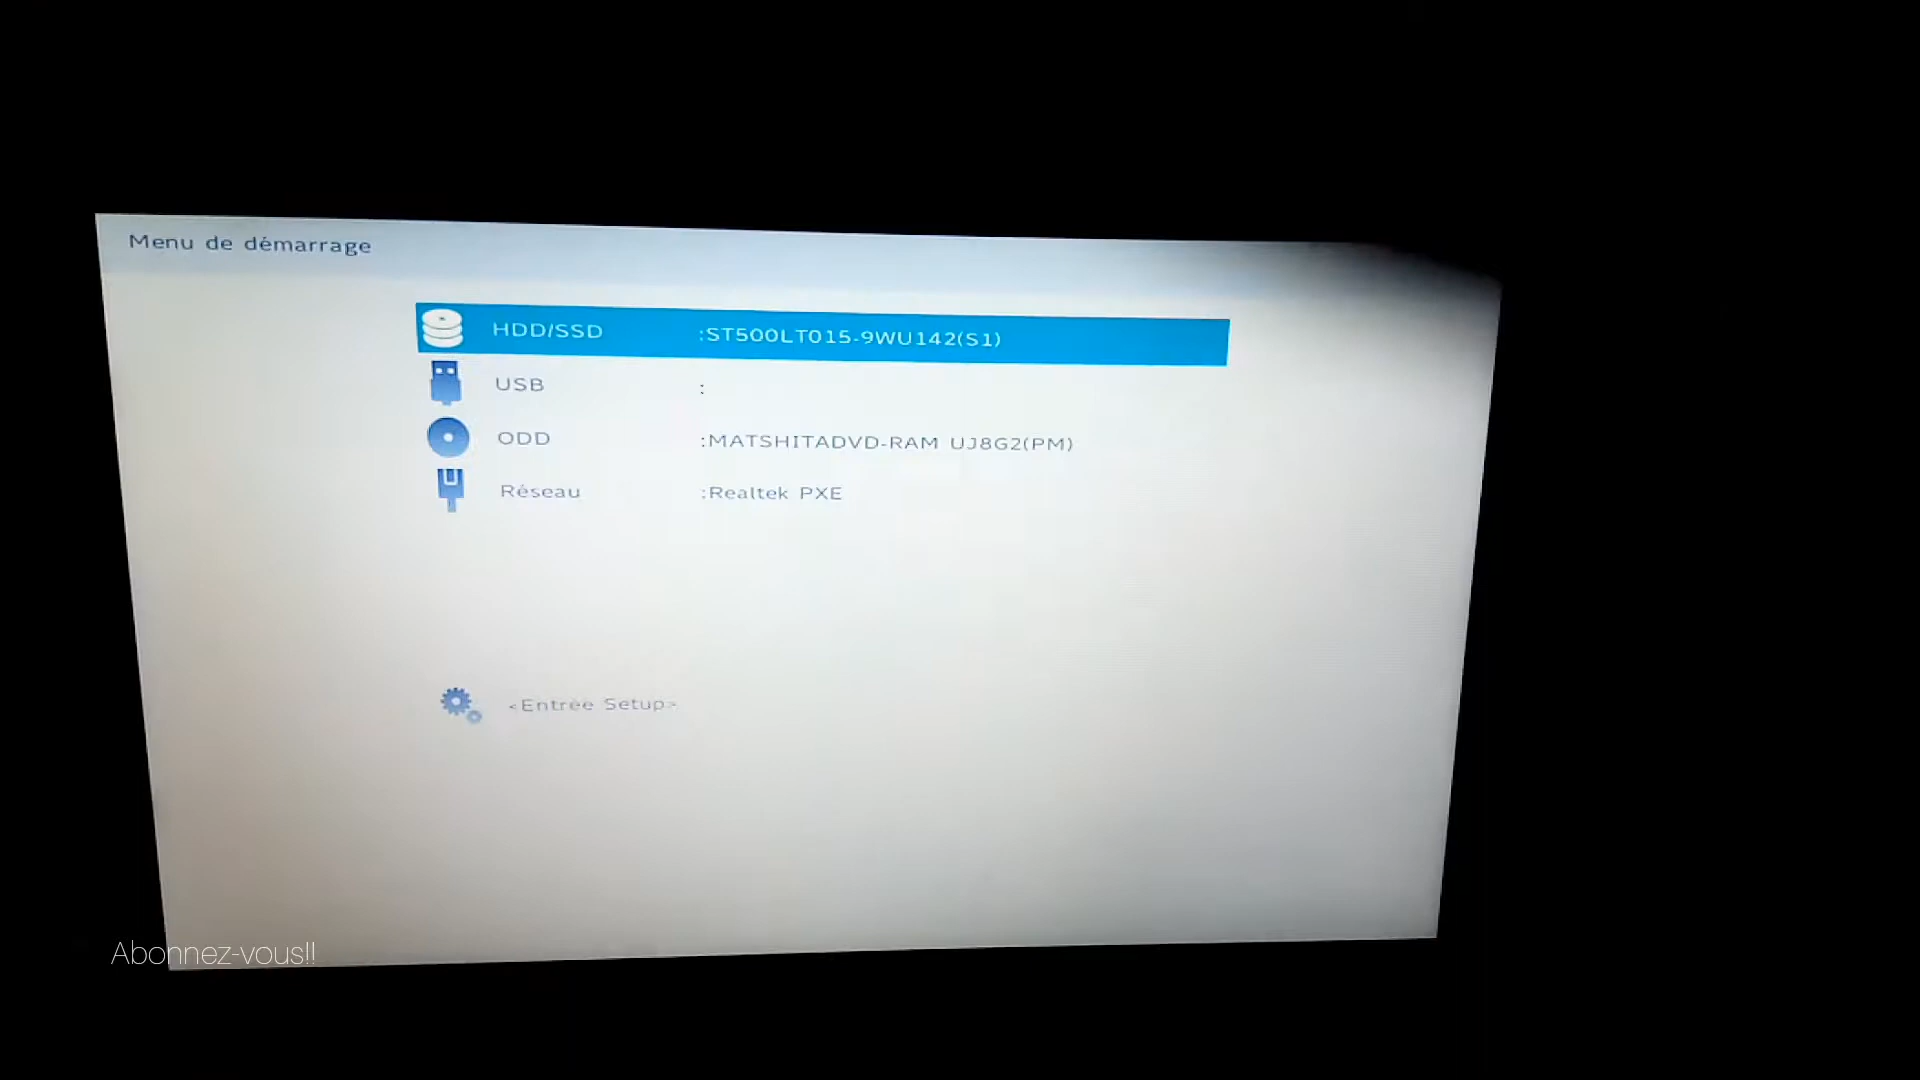 Menu de démarrage
HDD/SSD :ST500LT015-9WU142(S1)
USB :
ODD :MATSHITADVD-RAM UJ8G2(PM)
Réseau :Realtek PXE
<Entrée Setup>
Abonnez-vous!!